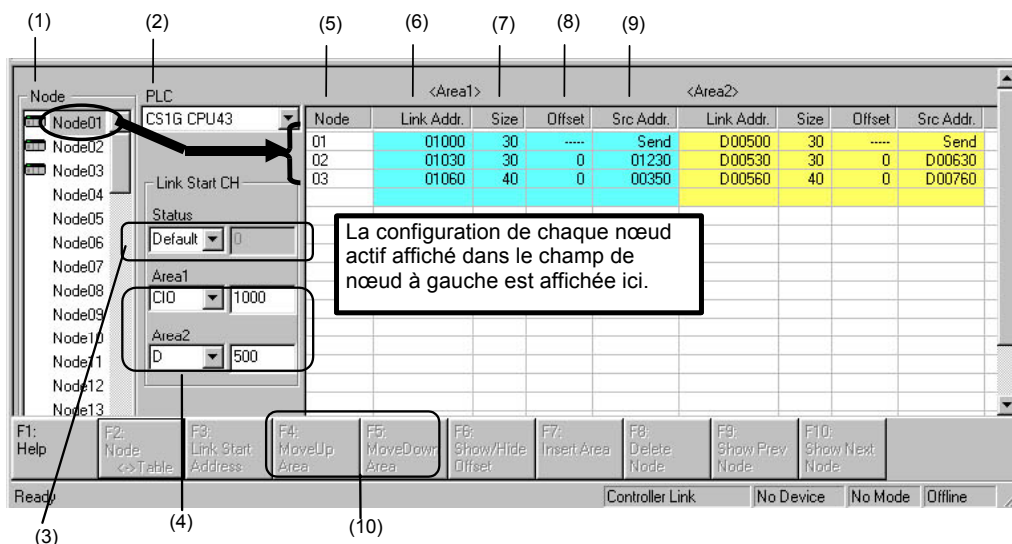 (1) (2) (5) (6) (7) (8) (9)
<Area1> <Area2>
Node PLC
CS1G CPU43
Node Link Addr. Size Offset Src Addr. Link Addr. Size Offset Src Addr.
01 01000 30 ----- Send D00500 30 ----- Send
02 01030 30 0 01230 D00530 30 0 D00630
03 01060 40 0 00350 D00560 40 0 D00760
Node01
Node02
Node03
Node04
Node05
Node06
Node07
Node08
Node09
Node10
Node11
Node12
Node13
Link Start CH
Status
Default 0
Area1
CIO 1000
Area2
D 500
La configuration de chaque nœud
actif affiché dans le champ de
nœud à gauche est affichée ici.
F1:
Help
F2:
Node
<->Table
F3:
Link Start
Address
F4:
MoveUp
Area
F5:
MoveDown
Area
F6:
Show/Hide
Offset
F7:
Insert Area
F8:
Delete
Node
F9:
Show Prev
Node
F10:
Show Next
Node
Ready Controller Link No Device No Mode Offline
(3) (4) (10)